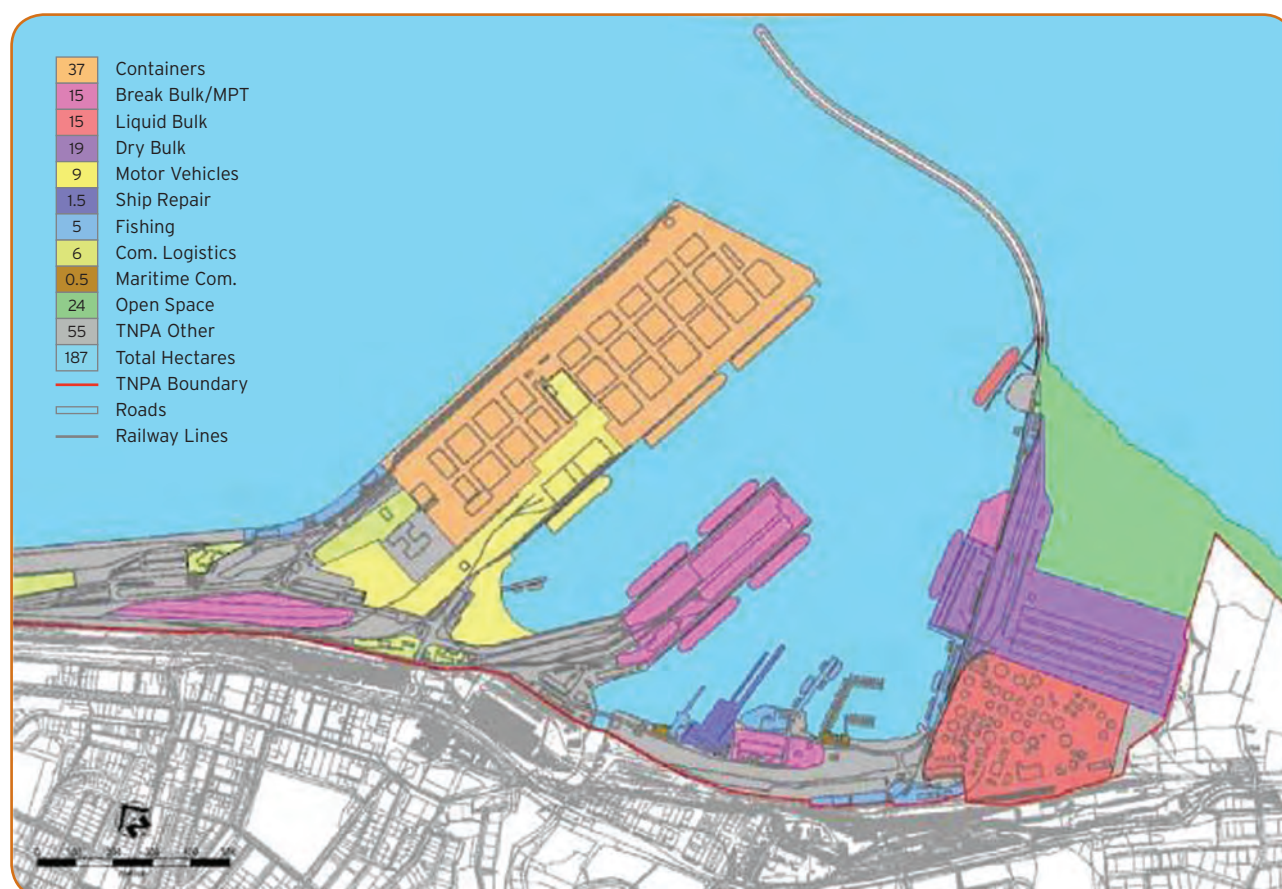 37 Containers
15 Break Bulk/MPT
15 Liquid Bulk
19 Dry Bulk
9 Motor Vehicles
1.5 Ship Repair
5 Fishing
6 Com. Logistics
0.5 Maritime Com.
24 Open Space
55 TNPA Other
187 Total Hectares
TNPA Boundary
Roads
Railway Lines